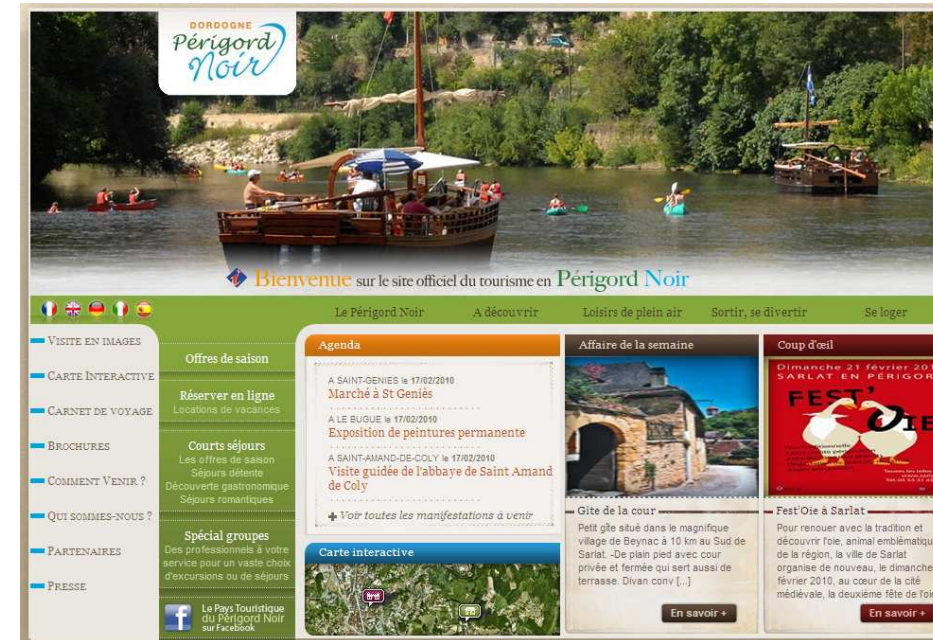 DORDOGNE
Périgord
Noir
Bienvenue sur le site officiel du tourisme en Périgord Noir
Le Périgord Noir
A découvrir
Loisirs de plein air
Sortir, se divertir
Se loger
VISITE EN IMAGES
CARTE INTERACTIVE
CARNET DE VOYAGE
BROCHURES
COMMENT VENIR ?
QUI SOMMES-NOUS ?
PARTENAIRES
PRESSE
Offres de saison
Réserver en ligne
Locations de vacances
Courts séjours
Les offres de saison
Séjours détente
Découverte gastronomique
Séjours romantiques
Spécial groupes
Des professionnels à votre
service pour un vaste choix
d'excursions ou de séjours
f
Le Pays Touristique
du Périgord Noir
sur Facebook
Agenda
A SAINT-GENIES le 17/02/2010
Marché à St Geniès
A LE BUGUE le 17/02/2010
Exposition de peintures permanente
A SAINT-AMAND-DE-COLY le 17/02/2010
Visite guidée de l'abbaye de Saint Amand
de Coly
+ Voir toutes les manifestations à venir
Carte interactive
Affaire de la semaine
Gite de la cour
Petit gîte situé dans le magnifique
village de Beynac à 10 km au Sud de
Sarlat. -De plain pied avec cour
privée et fermée qui sert aussi de
terrasse. Divan conv [...]
En savoir +
Coup d'œil
Dimanche 21 février 201
SARLAT EN PÉRIGOR
FEST'
OIE
Fest'Oie à Sarlat
Pour renouer avec la tradition et
découvrir l'oie, animal emblématiqu
de la région, la ville de Sarlat
organise de nouveau, le dimanche
février 2010, au cœur de la cité
médiévale, la deuxième fête de l'oi
En savoir +